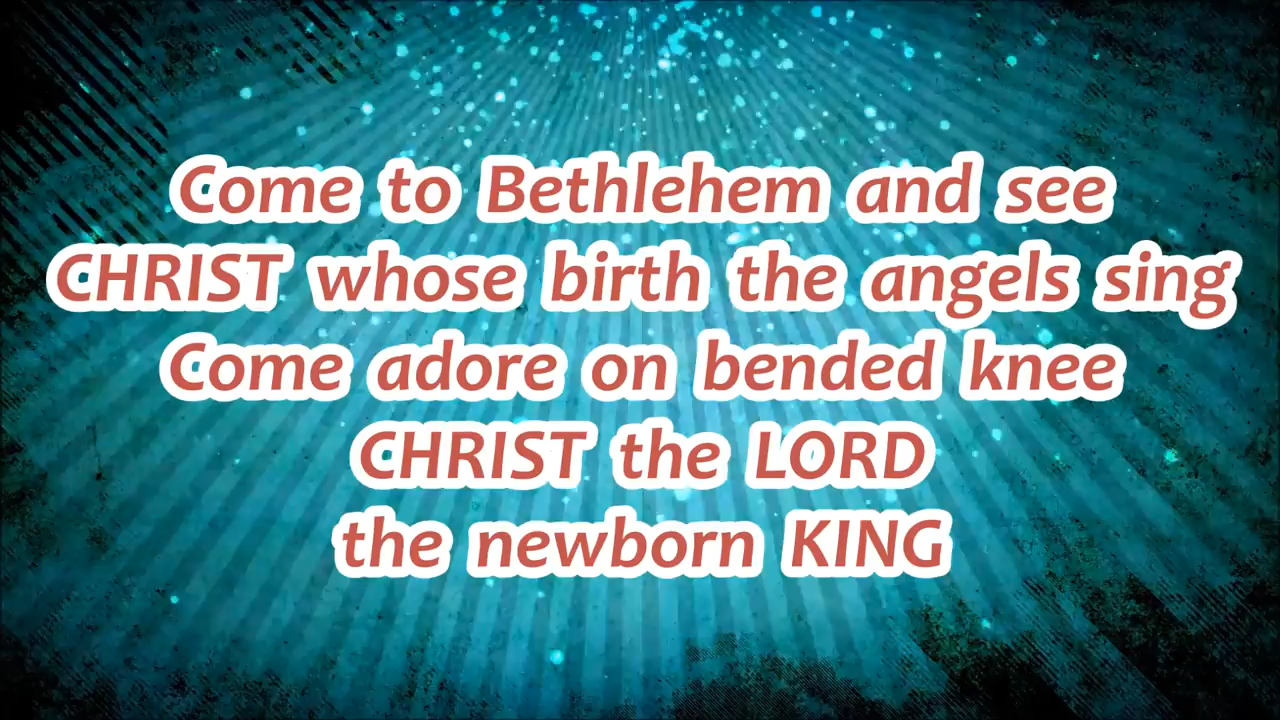 Come to Bethlehem and see
CHRIST whose birth the angels sing
Come adore on bended knee
CHRIST the LORD
the newborn KING